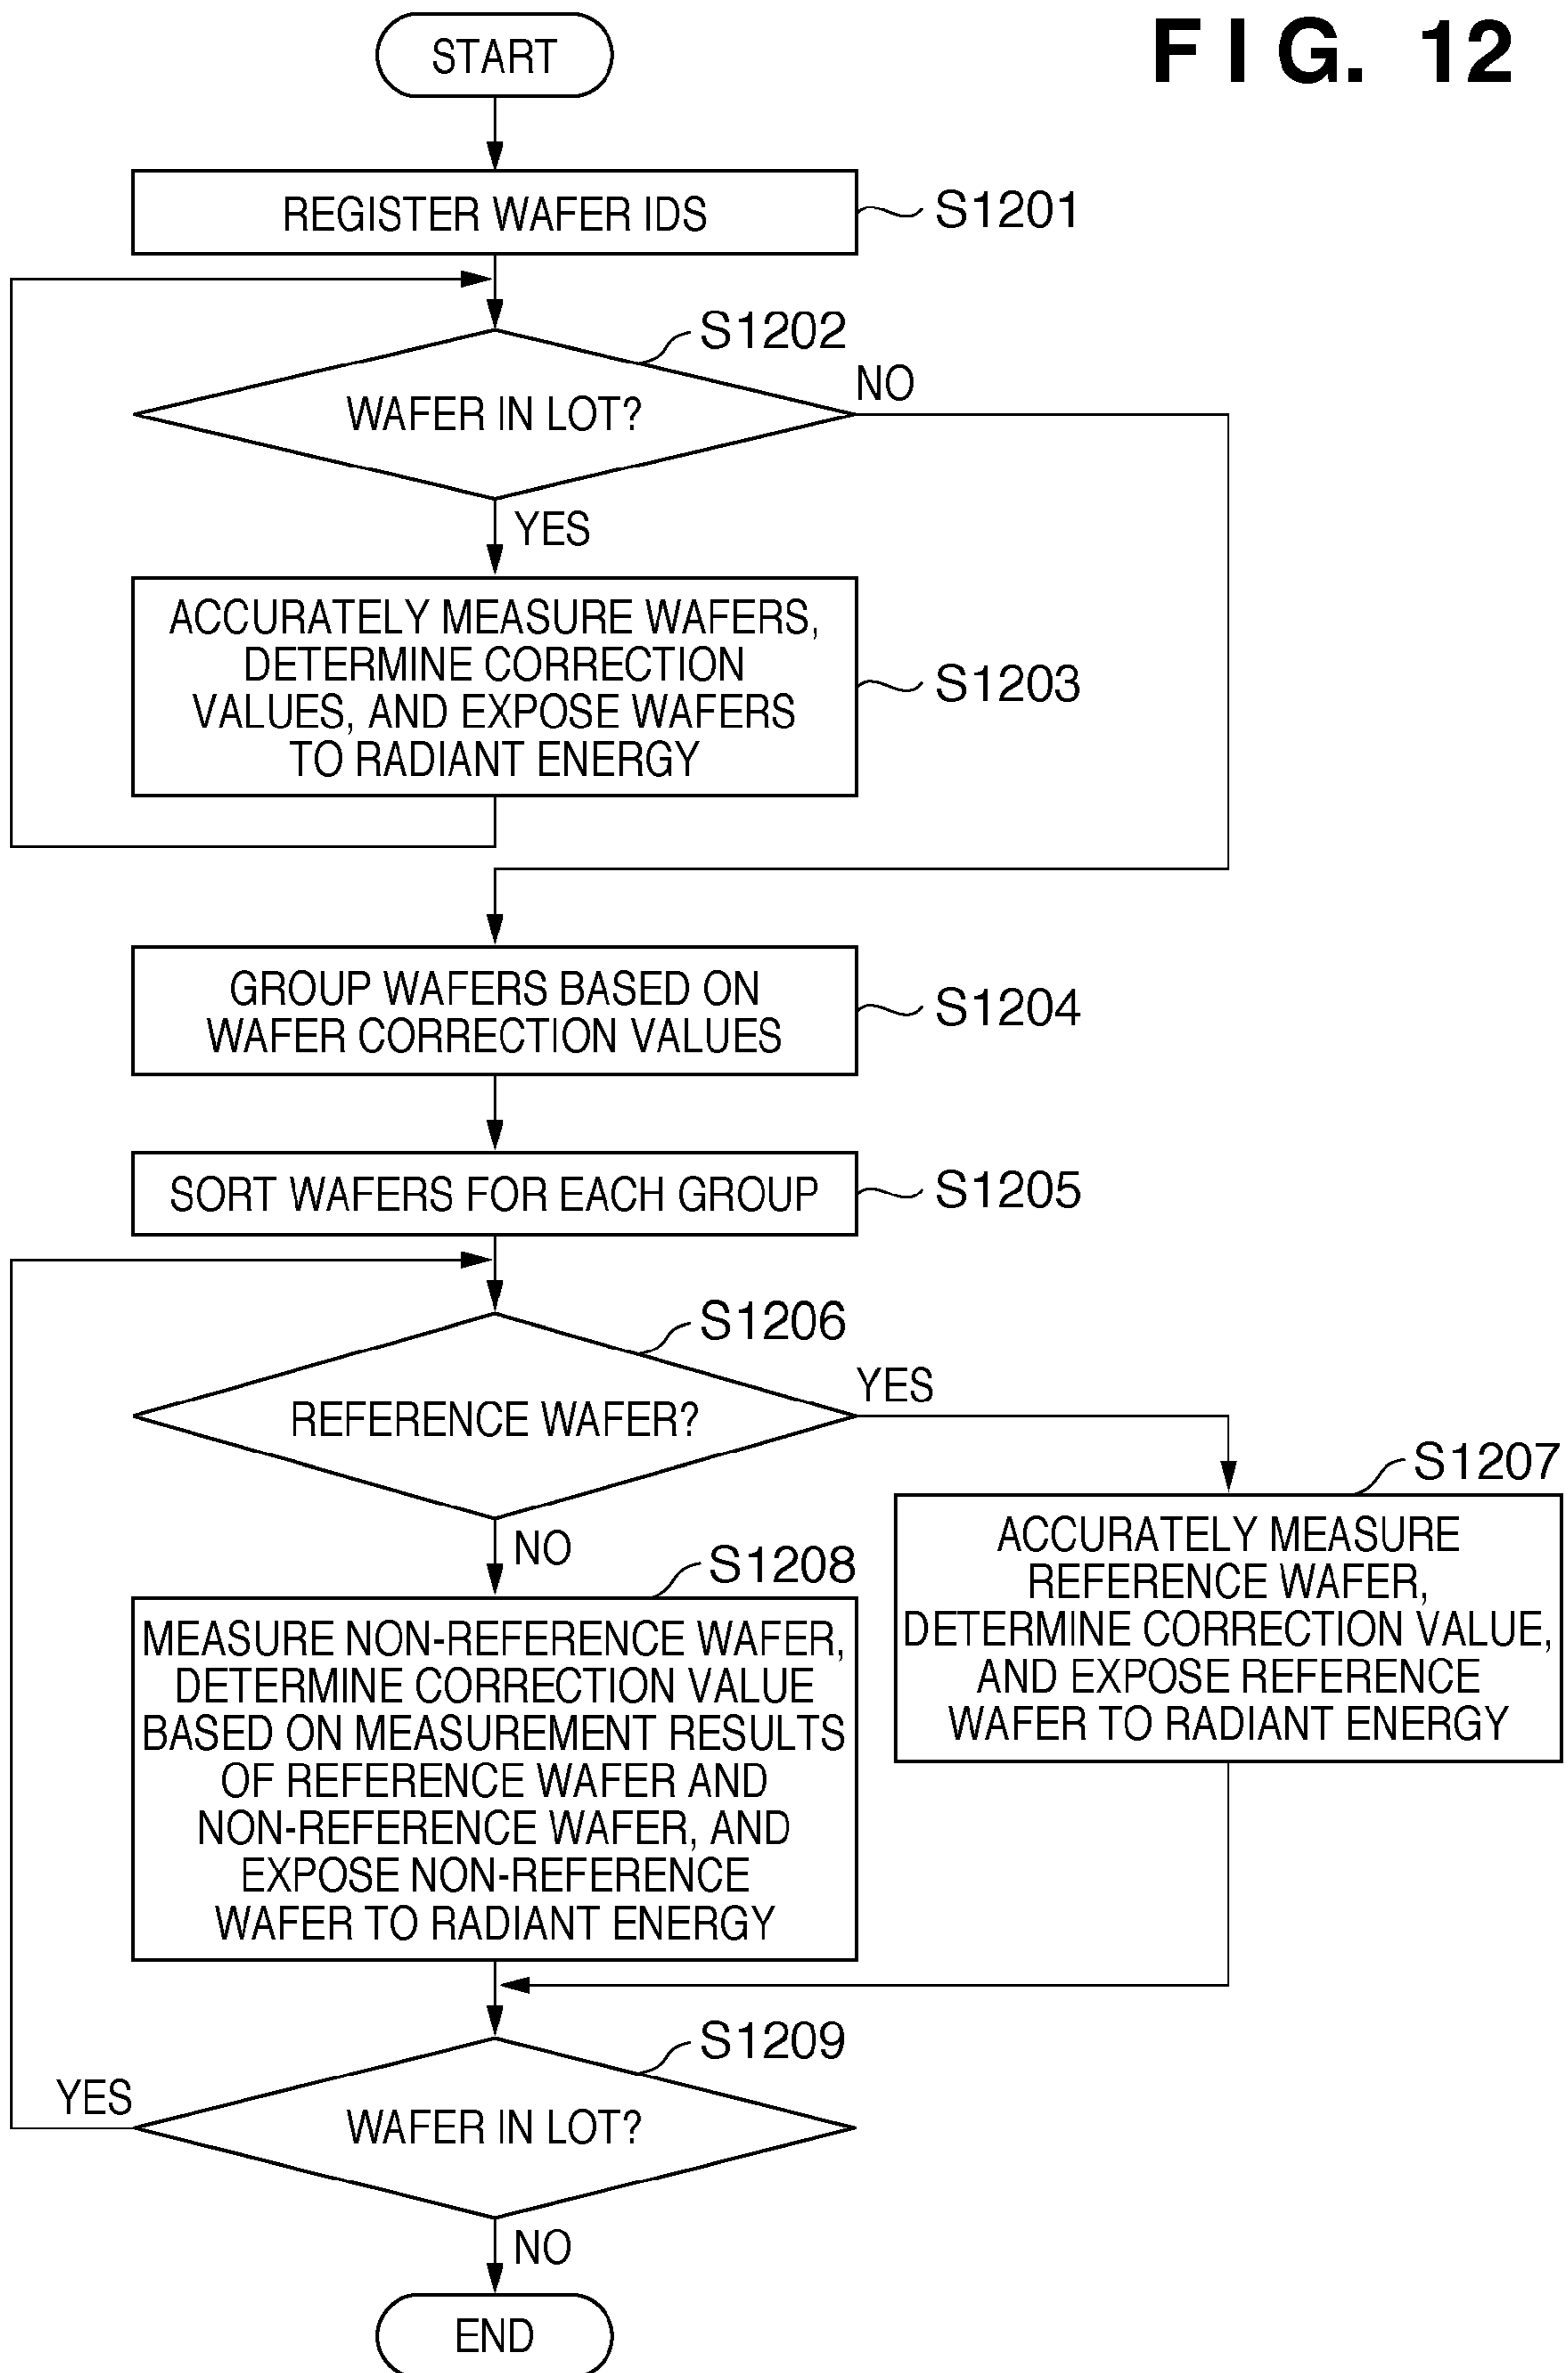 FIG. 12
START
REGISTER WAFER IDS
S1201
S1202
WAFER IN LOT?
NO
YES
ACCURATELY MEASURE WAFERS,
DETERMINE CORRECTION
VALUES, AND EXPOSE WAFERS
TO RADIANT ENERGY
S1203
GROUP WAFERS BASED ON
WAFER CORRECTION VALUES
S1204
SORT WAFERS FOR EACH GROUP
S1205
S1206
REFERENCE WAFER?
YES
NO
S1207
ACCURATELY MEASURE
REFERENCE WAFER,
DETERMINE CORRECTION VALUE,
AND EXPOSE REFERENCE
WAFER TO RADIANT ENERGY
S1208
MEASURE NON-REFERENCE WAFER,
DETERMINE CORRECTION VALUE
BASED ON MEASUREMENT RESULTS
OF REFERENCE WAFER AND
NON-REFERENCE WAFER, AND
EXPOSE NON-REFERENCE
WAFER TO RADIANT ENERGY
S1209
YES
WAFER IN LOT?
NO
END